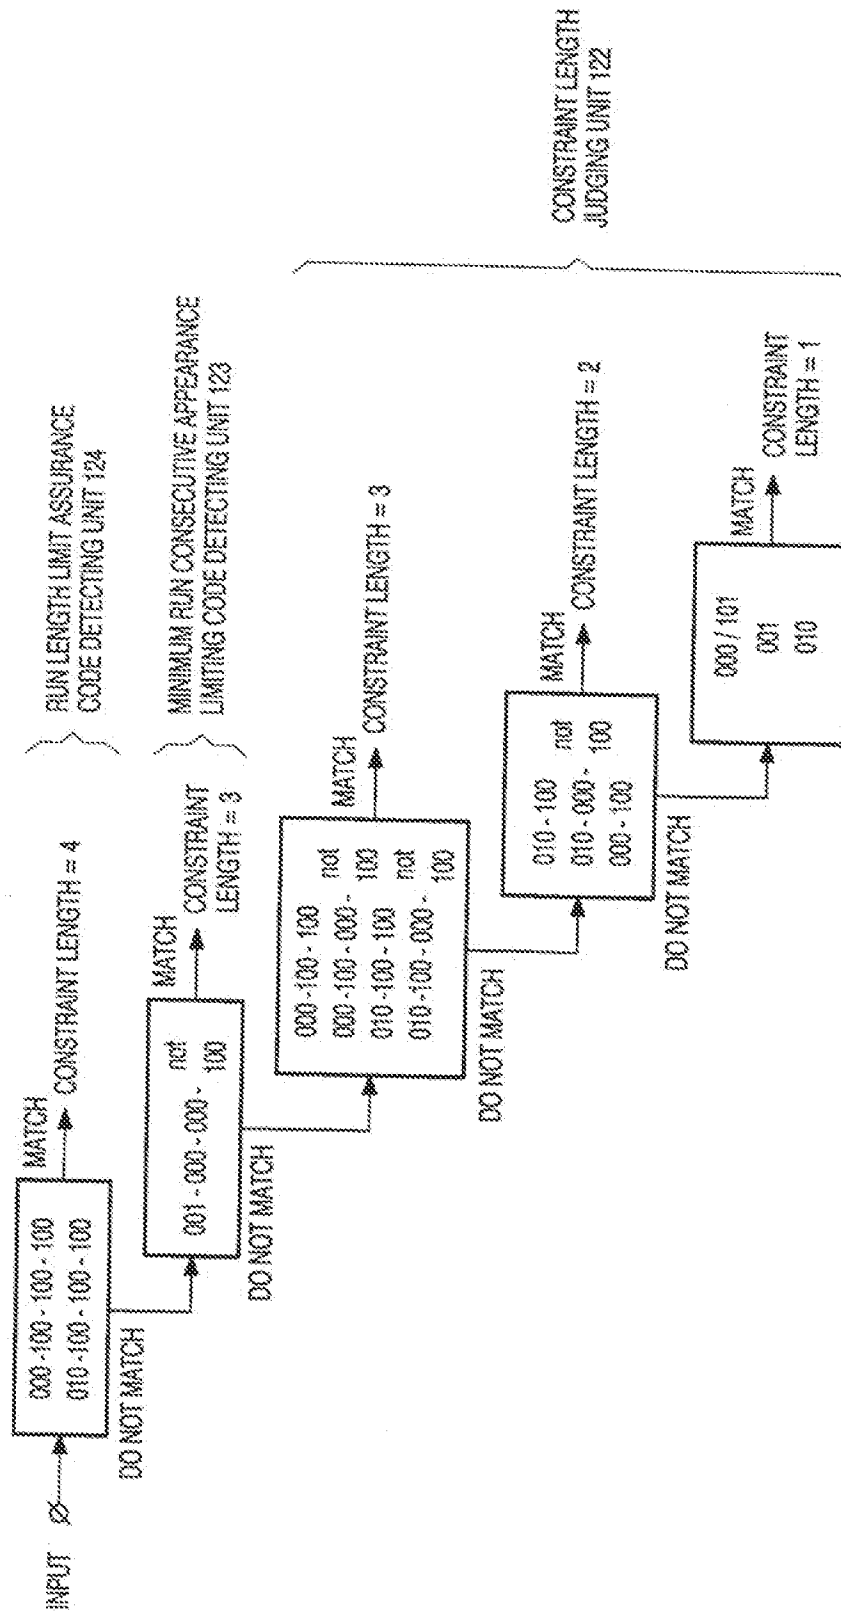 INPUT
000 - 100 - 100 - 100
010 - 100 - 100 - 100
MATCH
CONSTRAINT LENGTH = 4
RUN LENGTH LIMIT ASSURANCE
CODE DETECTING UNIT 124
DO NOT MATCH
001 - 000 - 000 - not
100
MATCH
CONSTRAINT
LENGTH = 3
MINIMUM RUN CONSECUTIVE APPEARANCE
LIMITING CODE DETECTING UNIT 123
DO NOT MATCH
000 - 100 - 100
000 - 100 - 000 - not
100
010 - 100 - 100
010 - 100 - 000 - not
100
MATCH
CONSTRAINT LENGTH = 3
DO NOT MATCH
010 - 100
010 - 000 - not
100
000 - 100
MATCH
CONSTRAINT LENGTH = 2
DO NOT MATCH
000 / 101
001
010
MATCH
CONSTRAINT
LENGTH = 1
CONSTRAINT LENGTH
JUDGING UNIT 122